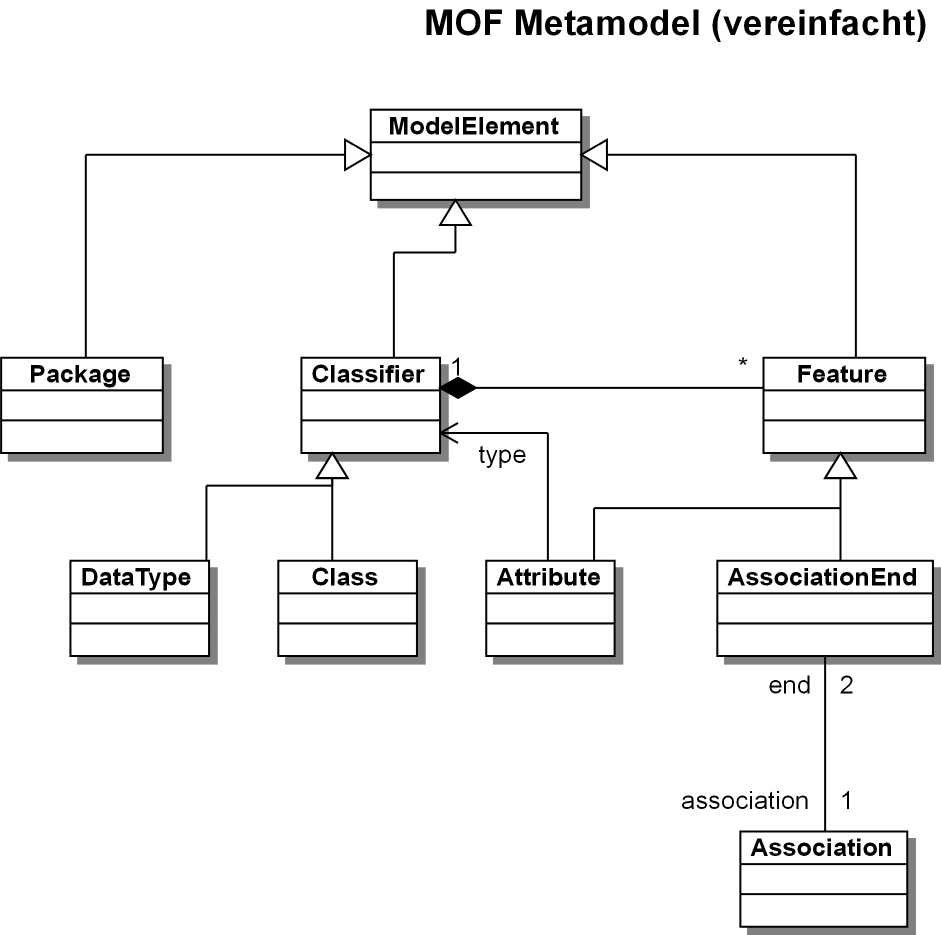 MOF Metamodel (vereinfacht)
ModelElement
Package
Classifier
1
*
Feature
type
DataType
Class
Attribute
AssociationEnd
end
2
association
1
Association